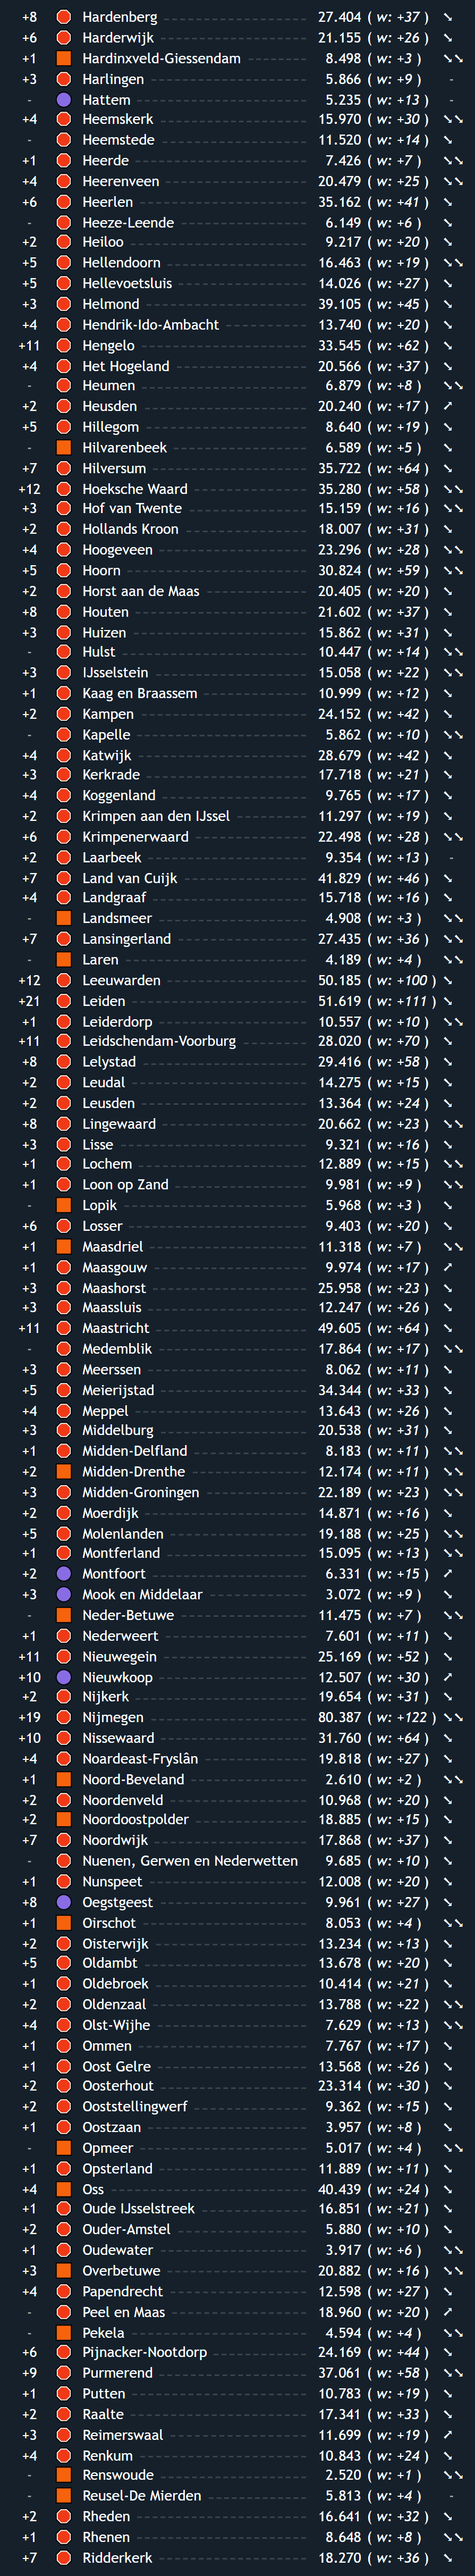 +8 Hardenberg 27.404 ( w: +37 ) ↘
+6 Harderwijk 21.155 ( w: +26 ) ↘
+1 Hardinxveld-Giessendam 8.498 ( w: +3 ) ↘↘
+3 Harlingen 5.866 ( w: +9 ) -
- Hattem 5.235 ( w: +13 ) -
+4 Heemskerk 15.970 ( w: +30 ) ↘↘
- Heemstede 11.520 ( w: +14 ) ↘
+1 Heerde 7.426 ( w: +7 ) ↘↘
+4 Heerenveen 20.479 ( w: +25 ) ↘↘
+6 Heerlen 35.162 ( w: +41 ) ↘
- Heeze-Leende 6.149 ( w: +6 ) ↘
+2 Heiloo 9.217 ( w: +20 ) ↘
+5 Hellendoorn 16.463 ( w: +19 ) ↘↘
+5 Hellevoetsluis 14.026 ( w: +27 ) ↘
+3 Helmond 39.105 ( w: +45 ) ↘
+4 Hendrik-Ido-Ambacht 13.740 ( w: +20 ) ↘
+11 Hengelo 33.545 ( w: +62 ) ↘
+4 Het Hogeland 20.566 ( w: +37 ) ↘
- Heumen 6.879 ( w: +8 ) ↘↘
+2 Heusden 20.240 ( w: +17 ) ↗
+5 Hillegom 8.640 ( w: +19 ) ↘
- Hilvarenbeek 6.589 ( w: +5 ) ↘
+7 Hilversum 35.722 ( w: +64 ) ↘
+12 Hoeksche Waard 35.280 ( w: +58 ) ↘↘
+3 Hof van Twente 15.159 ( w: +16 ) ↘↘
+2 Hollands Kroon 18.007 ( w: +31 ) ↘
+4 Hoogeveen 23.296 ( w: +28 ) ↘↘
+5 Hoorn 30.824 ( w: +59 ) ↘↘
+2 Horst aan de Maas 20.405 ( w: +20 ) ↘
+8 Houten 21.602 ( w: +37 ) ↘
+3 Huizen 15.862 ( w: +31 ) ↘
- Hulst 10.447 ( w: +14 ) ↘↘
+3 IJsselstein 15.058 ( w: +22 ) ↘↘
+1 Kaag en Braassem 10.999 ( w: +12 ) ↘
+2 Kampen 24.152 ( w: +42 ) ↘
- Kapelle 5.862 ( w: +10 ) ↘↘
+4 Katwijk 28.679 ( w: +42 ) ↘
+3 Kerkrade 17.718 ( w: +21 ) ↘
+4 Koggenland 9.765 ( w: +17 ) ↘
+2 Krimpen aan den IJssel 11.297 ( w: +19 ) ↘
+6 Krimpenerwaard 22.498 ( w: +28 ) ↘↘
+2 Laarbeek 9.354 ( w: +13 ) -
+7 Land van Cuijk 41.829 ( w: +46 ) ↘
+4 Landgraaf 15.718 ( w: +16 ) ↘
- Landsmeer 4.908 ( w: +3 ) ↘↘
+7 Lansingerland 27.435 ( w: +36 ) ↘↘
- Laren 4.189 ( w: +4 ) ↘↘
+12 Leeuwarden 50.185 ( w: +100 ) ↘
+21 Leiden 51.619 ( w: +111 ) ↘
+1 Leiderdorp 10.557 ( w: +10 ) ↘↘
+11 Leidschendam-Voorburg 28.020 ( w: +70 ) ↘
+8 Lelystad 29.416 ( w: +58 ) ↘
+2 Leudal 14.275 ( w: +15 ) ↘
+2 Leusden 13.364 ( w: +24 ) ↘
+8 Lingewaard 20.662 ( w: +23 ) ↘↘
+3 Lisse 9.321 ( w: +16 ) ↘
+1 Lochem 12.889 ( w: +15 ) ↘↘
+1 Loon op Zand 9.981 ( w: +9 ) ↘↘
- Lopik 5.968 ( w: +3 ) ↘
+6 Losser 9.403 ( w: +20 ) ↘
+1 Maasdriel 11.318 ( w: +7 ) ↘↘
+1 Maasgouw 9.974 ( w: +17 ) ↗
+3 Maashorst 25.958 ( w: +23 ) ↘
+3 Maassluis 12.247 ( w: +26 ) ↘
+11 Maastricht 49.605 ( w: +64 ) ↘
- Medemblik 17.864 ( w: +17 ) ↘↘
+3 Meerssen 8.062 ( w: +11 ) ↘
+5 Meierijstad 34.344 ( w: +33 ) ↘
+4 Meppel 13.643 ( w: +26 ) ↘
+3 Middelburg 20.538 ( w: +31 ) ↘
+1 Midden-Delfland 8.183 ( w: +11 ) ↘↘
+2 Midden-Drenthe 12.174 ( w: +11 ) ↘↘
+3 Midden-Groningen 22.189 ( w: +23 ) ↘↘
+2 Moerdijk 14.871 ( w: +16 ) ↘
+5 Molenlanden 19.188 ( w: +25 ) ↘↘
+1 Montferland 15.095 ( w: +13 ) ↘↘
+2 Montfoort 6.331 ( w: +15 ) ↗
+3 Mook en Middelaar 3.072 ( w: +9 ) ↘
- Neder-Betuwe 11.475 ( w: +7 ) ↘↘
+1 Nederweert 7.601 ( w: +11 ) ↘
+11 Nieuwegein 25.169 ( w: +52 ) ↘
+10 Nieuwkoop 12.507 ( w: +30 ) ↗
+2 Nijkerk 19.654 ( w: +31 ) ↘
+19 Nijmegen 80.387 ( w: +122 ) ↘↘
+10 Nissewaard 31.760 ( w: +64 ) ↘
+4 Noardeast-Fryslân 19.818 ( w: +27 ) ↘
+1 Noord-Beveland 2.610 ( w: +2 ) ↘↘
+2 Noordenveld 10.968 ( w: +20 ) ↘
+2 Noordoostpolder 18.885 ( w: +15 ) ↘
+7 Noordwijk 17.868 ( w: +37 ) ↘
- Nuenen, Gerwen en Nederwetten 9.685 ( w: +10 ) ↘
+1 Nunspeet 12.008 ( w: +20 ) ↘
+8 Oegstgeest 9.961 ( w: +27 ) ↘
+1 Oirschot 8.053 ( w: +4 ) ↘↘
+2 Oisterwijk 13.234 ( w: +13 ) ↘
+5 Oldambt 13.678 ( w: +20 ) ↘
+1 Oldebroek 10.414 ( w: +21 ) ↘
+2 Oldenzaal 13.788 ( w: +22 ) ↘↘
+4 Olst-Wijhe 7.629 ( w: +13 ) ↘↘
+1 Ommen 7.767 ( w: +17 ) ↘
+1 Oost Gelre 13.568 ( w: +26 ) ↘
+2 Oosterhout 23.314 ( w: +30 ) ↘
+2 Ooststellingwerf 9.362 ( w: +15 ) ↘
+1 Oostzaan 3.957 ( w: +8 ) ↘
- Opmeer 5.017 ( w: +4 ) ↘↘
+1 Opsterland 11.889 ( w: +11 ) ↘
+4 Oss 40.439 ( w: +24 ) ↘
+1 Oude IJsselstreek 16.851 ( w: +21 ) ↘
+2 Ouder-Amstel 5.880 ( w: +10 ) ↘
+1 Oudewater 3.917 ( w: +6 ) ↘↘
+3 Overbetuwe 20.882 ( w: +16 ) ↘↘
+4 Papendrecht 12.598 ( w: +27 ) ↘
- Peel en Maas 18.960 ( w: +20 ) ↗
- Pekela 4.594 ( w: +4 ) ↘↘
+6 Pijnacker-Nootdorp 24.169 ( w: +44 ) ↘
+9 Purmerend 37.061 ( w: +58 ) ↘↘
+1 Putten 10.783 ( w: +19 ) ↘
+2 Raalte 17.341 ( w: +33 ) ↘
+3 Reimerswaal 11.699 ( w: +19 ) ↗
+4 Renkum 10.843 ( w: +24 ) ↘
- Renswoude 2.520 ( w: +1 ) ↘↘
- Reusel-De Mierden 5.813 ( w: +4 ) -
+2 Rheden 16.641 ( w: +32 ) ↘
+1 Rhenen 8.648 ( w: +8 ) ↘↘
+7 Ridderkerk 18.270 ( w: +36 ) ↘